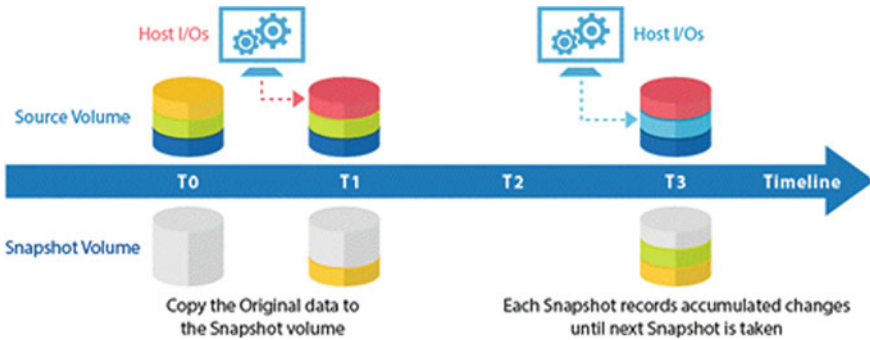 Host I/Os
Host I/Os
Source Volume
T0 T1 T2 T3 Timeline
Snapshot Volume
Copy the Original data to
the Snapshot volume
Each Snapshot records accumulated changes
until next Snapshot is taken